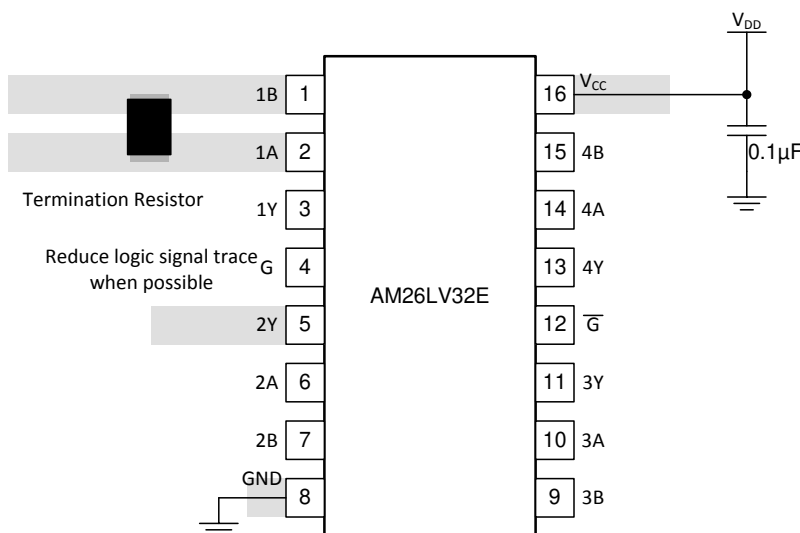 V_DD
1B 1
16 V_CC
0.1µF
1A 2
15 4B
Termination Resistor
1Y 3
14 4A
Reduce logic signal trace
when possible
G 4
13 4Y
AM26LV32E
2Y 5
12 G̅
2A 6
11 3Y
2B 7
10 3A
GND 8
9 3B